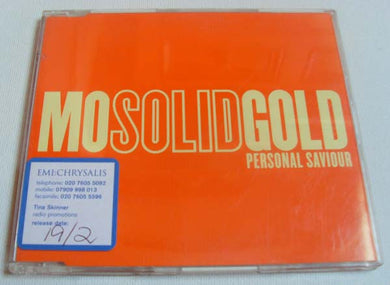 MOSOLIDGOLD
PERSONAL SAVIOUR
EMI:CHRYSALIS
telephone: 020 7605 5092
mobile: 07909 998 013
facsimile: 020 7605 5596
Tina Skinner
radio promotions
release date:
19/2